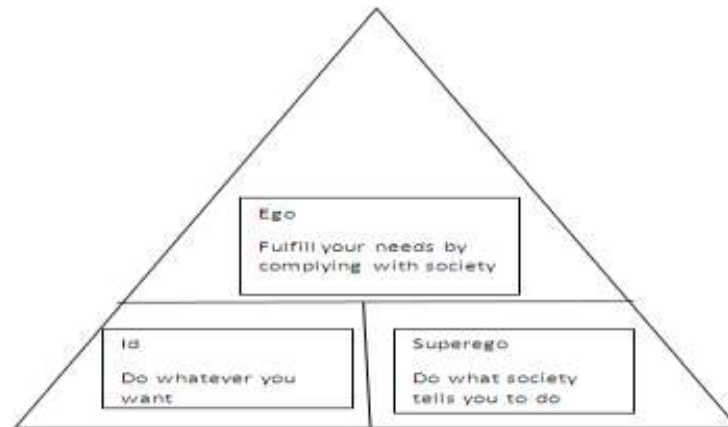 Ego
Fulfill your needs by
complying with society
Id
Do whatever you
want
Superego
Do what society
tells you to do